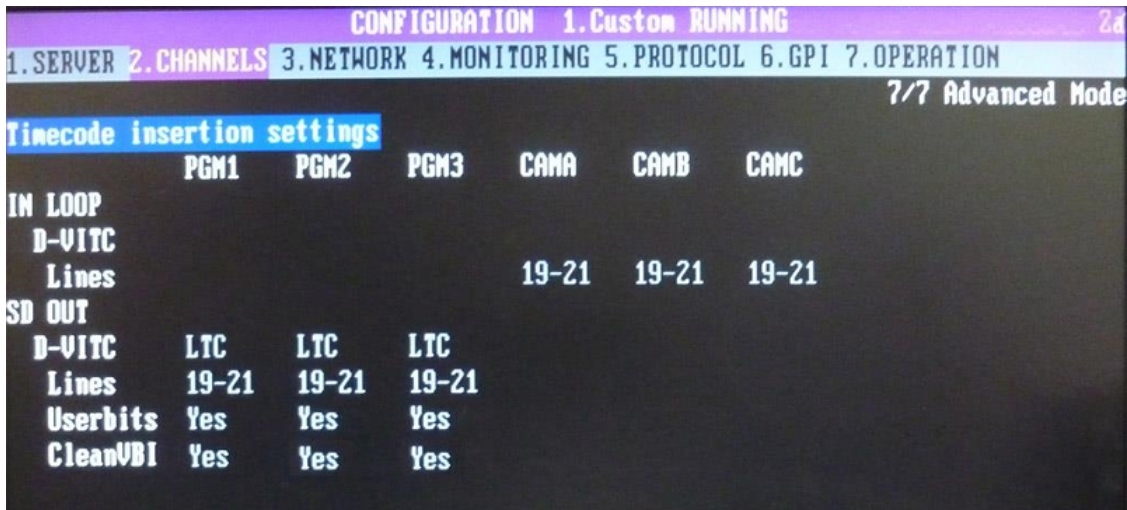 CONFIGURATION 1.Custom RUNNING
1.SERVER 2.CHANNELS 3.NETWORK 4.MONITORING 5.PROTOCOL 6.GPI 7.OPERATION
7/7 Advanced Mode
Timecode insertion settings
PGM1 PGM2 PGM3 CAMA CAMB CAMC
IN LOOP
D-VITC
Lines 19-21 19-21 19-21
SD OUT
D-VITC LTC LTC LTC
Lines 19-21 19-21 19-21
Userbits Yes Yes Yes
CleanVBI Yes Yes Yes